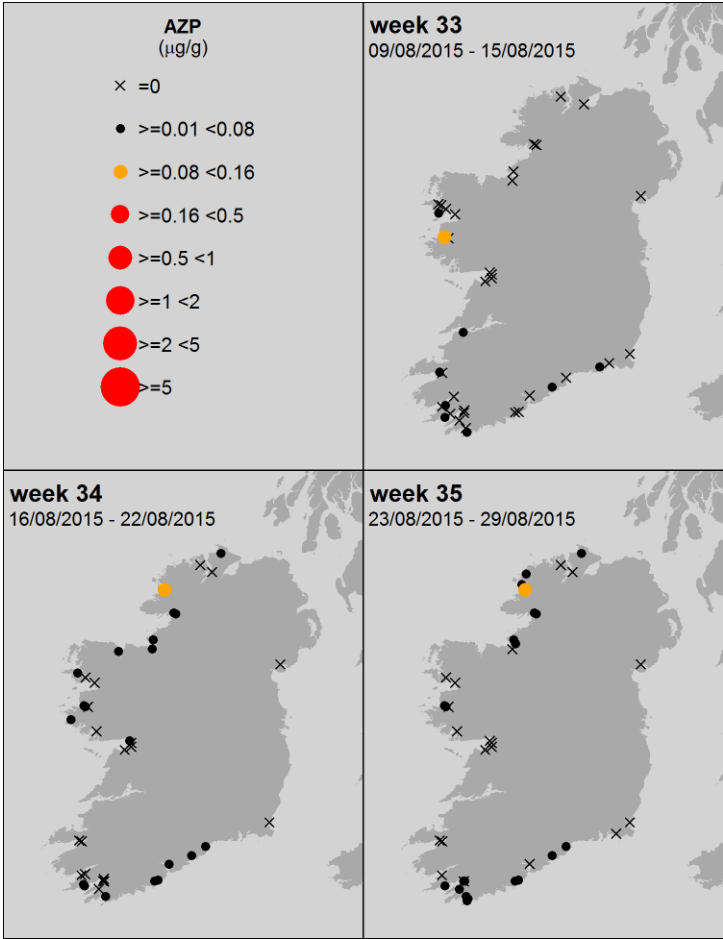 AZP
(µg/g)
=0
>=0.01 <0.08
>=0.08 <0.16
>=0.16 <0.5
>=0.5 <1
>=1 <2
>=2 <5
>=5
week 33
09/08/2015 - 15/08/2015
week 34
16/08/2015 - 22/08/2015
week 35
23/08/2015 - 29/08/2015